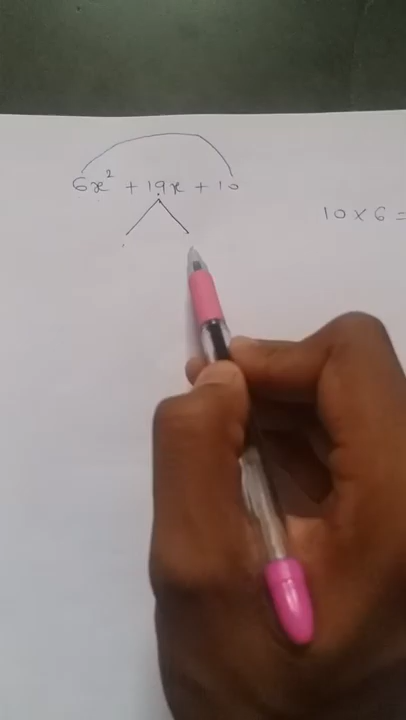 6x² + 19x + 10
10 × 6 =